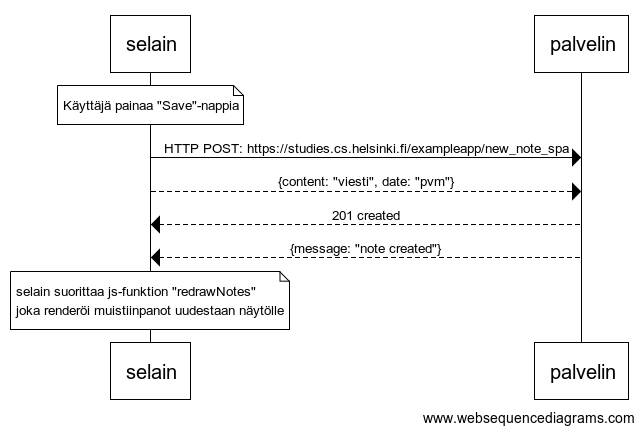 selain
palvelin
Käyttäjä painaa "Save"-nappia
HTTP POST: https://studies.cs.helsinki.fi/exampleapp/new_note_spa
{content: "viesti", date: "pvm"}
201 created
{message: "note created"}
selain suorittaa js-funktion "redrawNotes"
joka renderöi muistiinpanot uudestaan näytölle
selain
palvelin
www.websequencediagrams.com